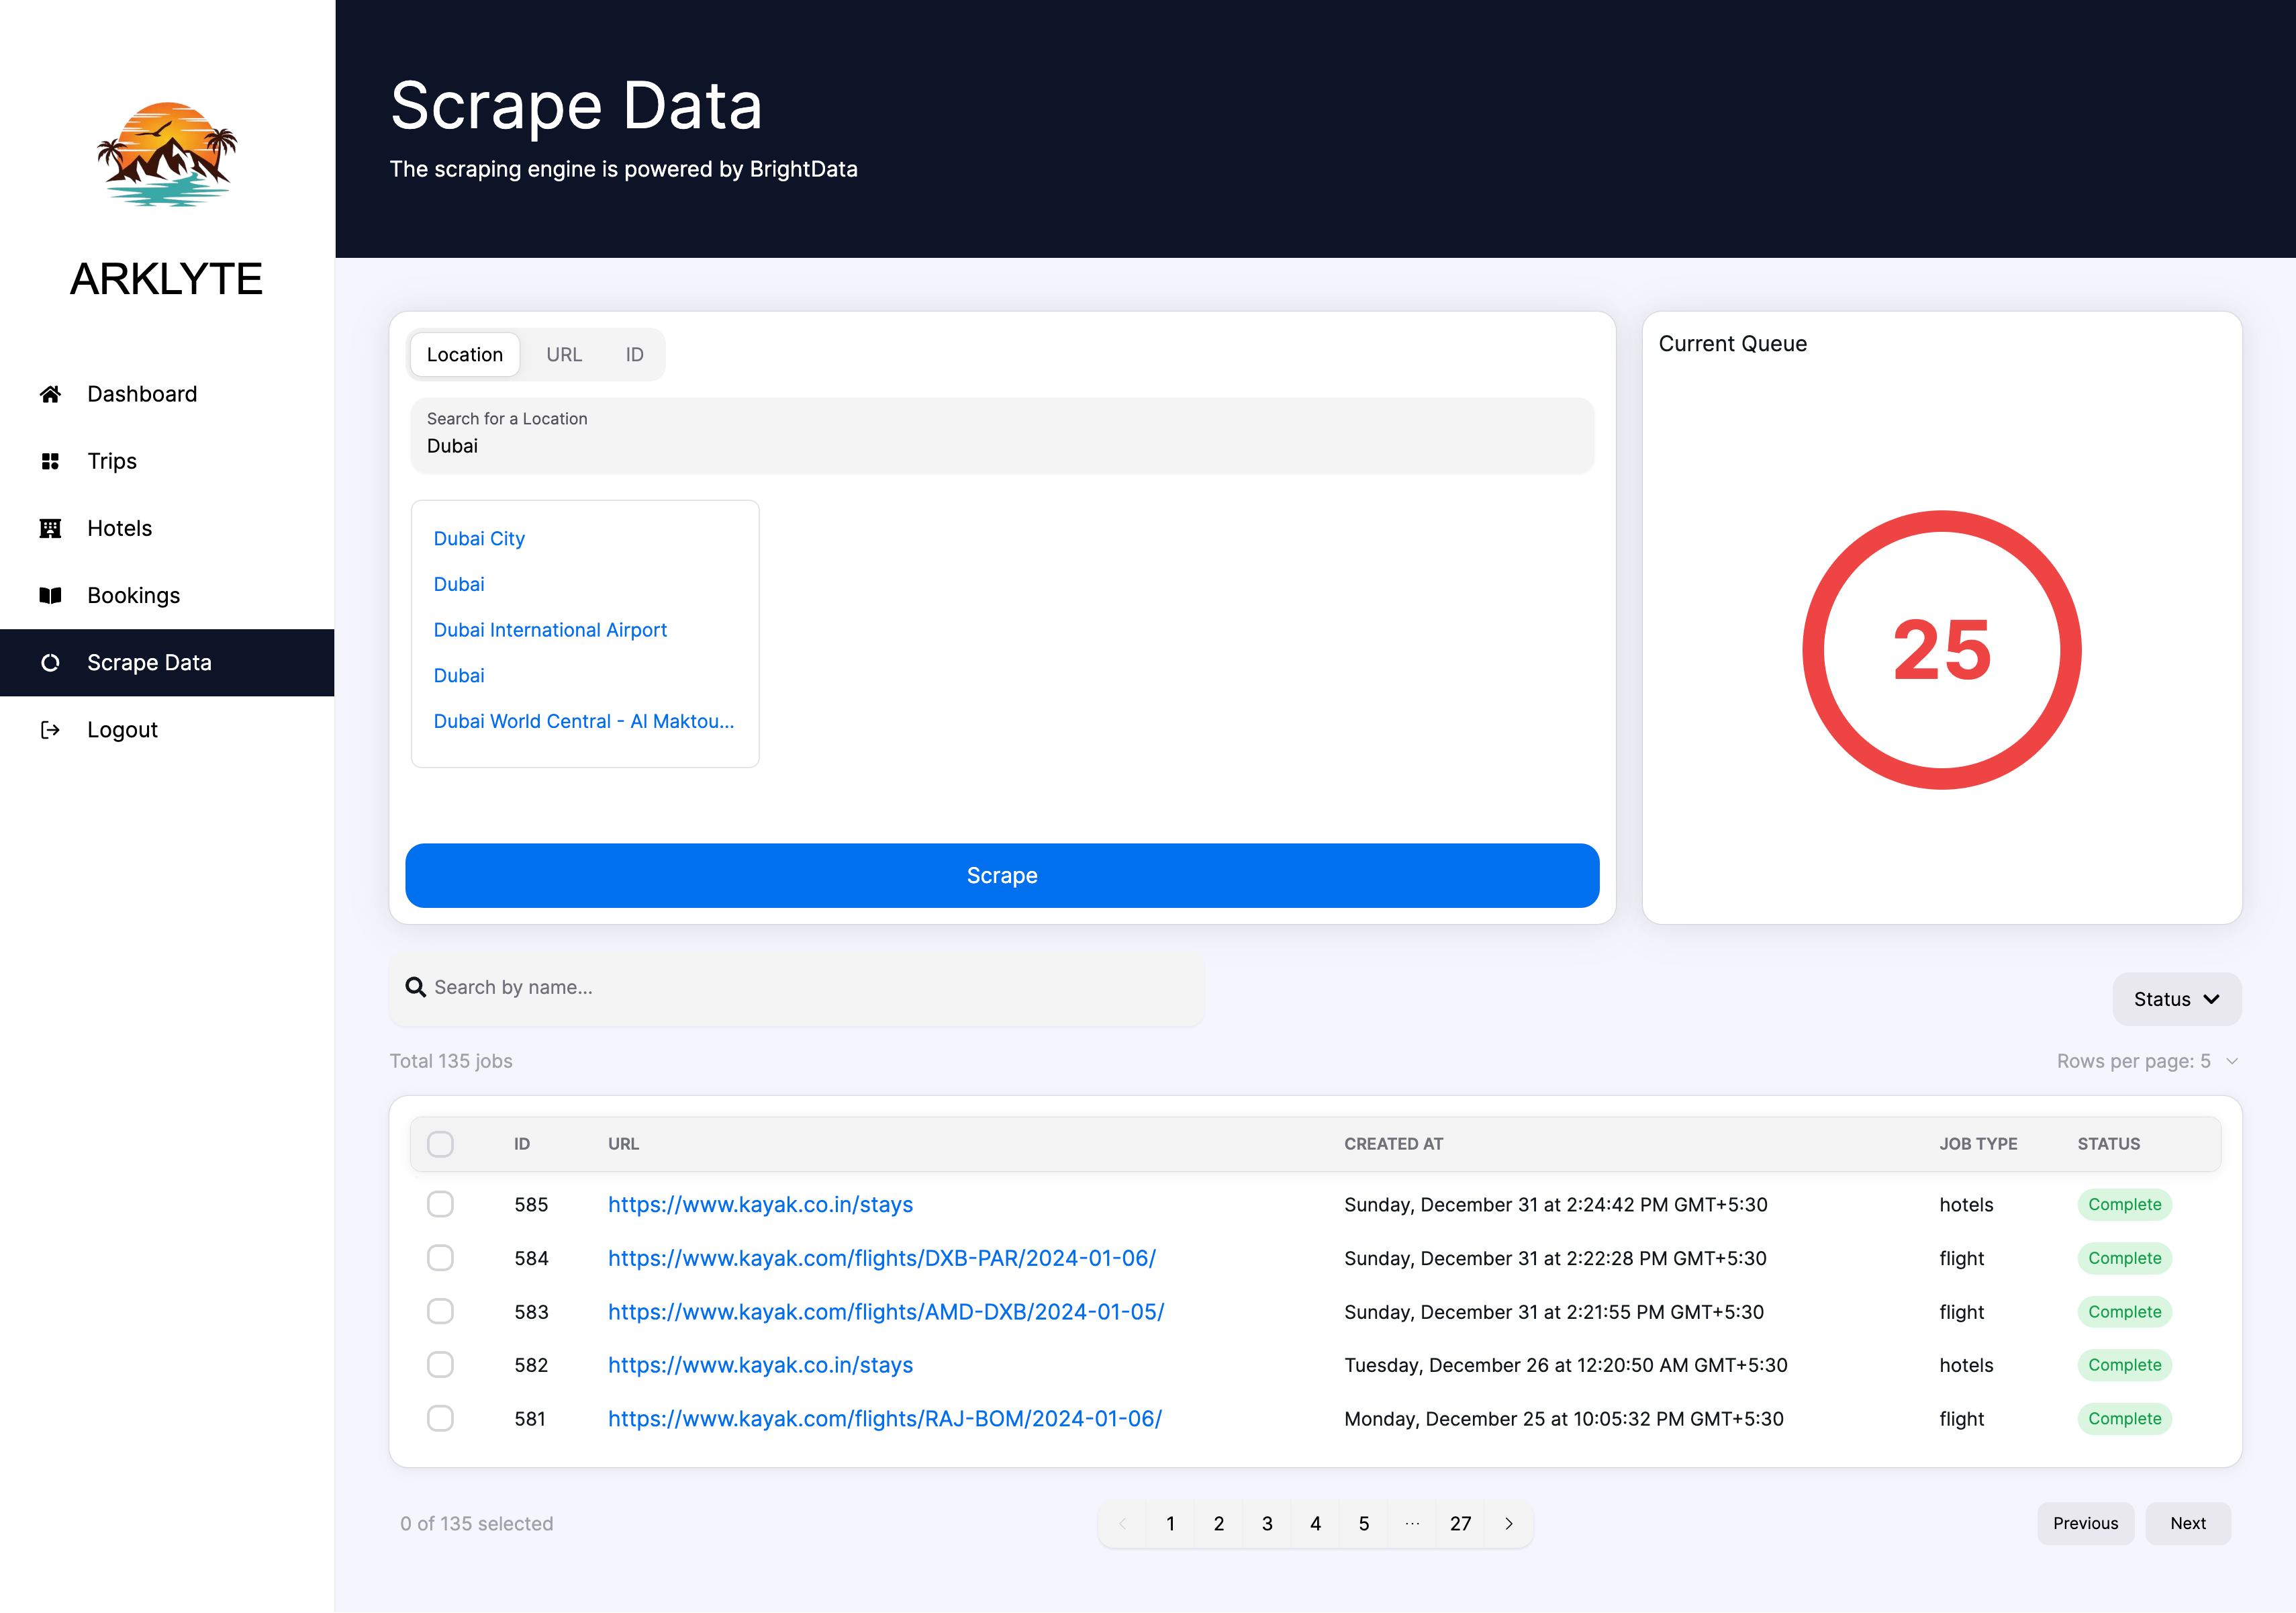 ARKLYTE
Dashboard
Trips
Hotels
Bookings
Scrape Data
Logout
Scrape Data
The scraping engine is powered by BrightData
Location URL ID
Search for a Location
Dubai
Dubai City
Dubai
Dubai International Airport
Dubai
Dubai World Central - Al Maktou...
Scrape
Current Queue
25
Search by name...
Status
Total 135 jobs
Rows per page: 5
ID URL CREATED AT JOB TYPE STATUS
585 https://www.kayak.co.in/stays Sunday, December 31 at 2:24:42 PM GMT+5:30 hotels Complete
584 https://www.kayak.com/flights/DXB-PAR/2024-01-06/ Sunday, December 31 at 2:22:28 PM GMT+5:30 flight Complete
583 https://www.kayak.com/flights/AMD-DXB/2024-01-05/ Sunday, December 31 at 2:21:55 PM GMT+5:30 flight Complete
582 https://www.kayak.co.in/stays Tuesday, December 26 at 12:20:50 AM GMT+5:30 hotels Complete
581 https://www.kayak.com/flights/RAJ-BOM/2024-01-06/ Monday, December 25 at 10:05:32 PM GMT+5:30 flight Complete
0 of 135 selected
1 2 3 4 5 ... 27
Previous Next